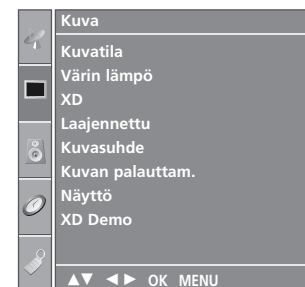 Kuva
Kuvatila
Värin lämpö
XD
Laajennettu
Kuvasuhde
Kuvan palauttam.
Näyttö
XD Demo
▲▼ ◄► OK MENU